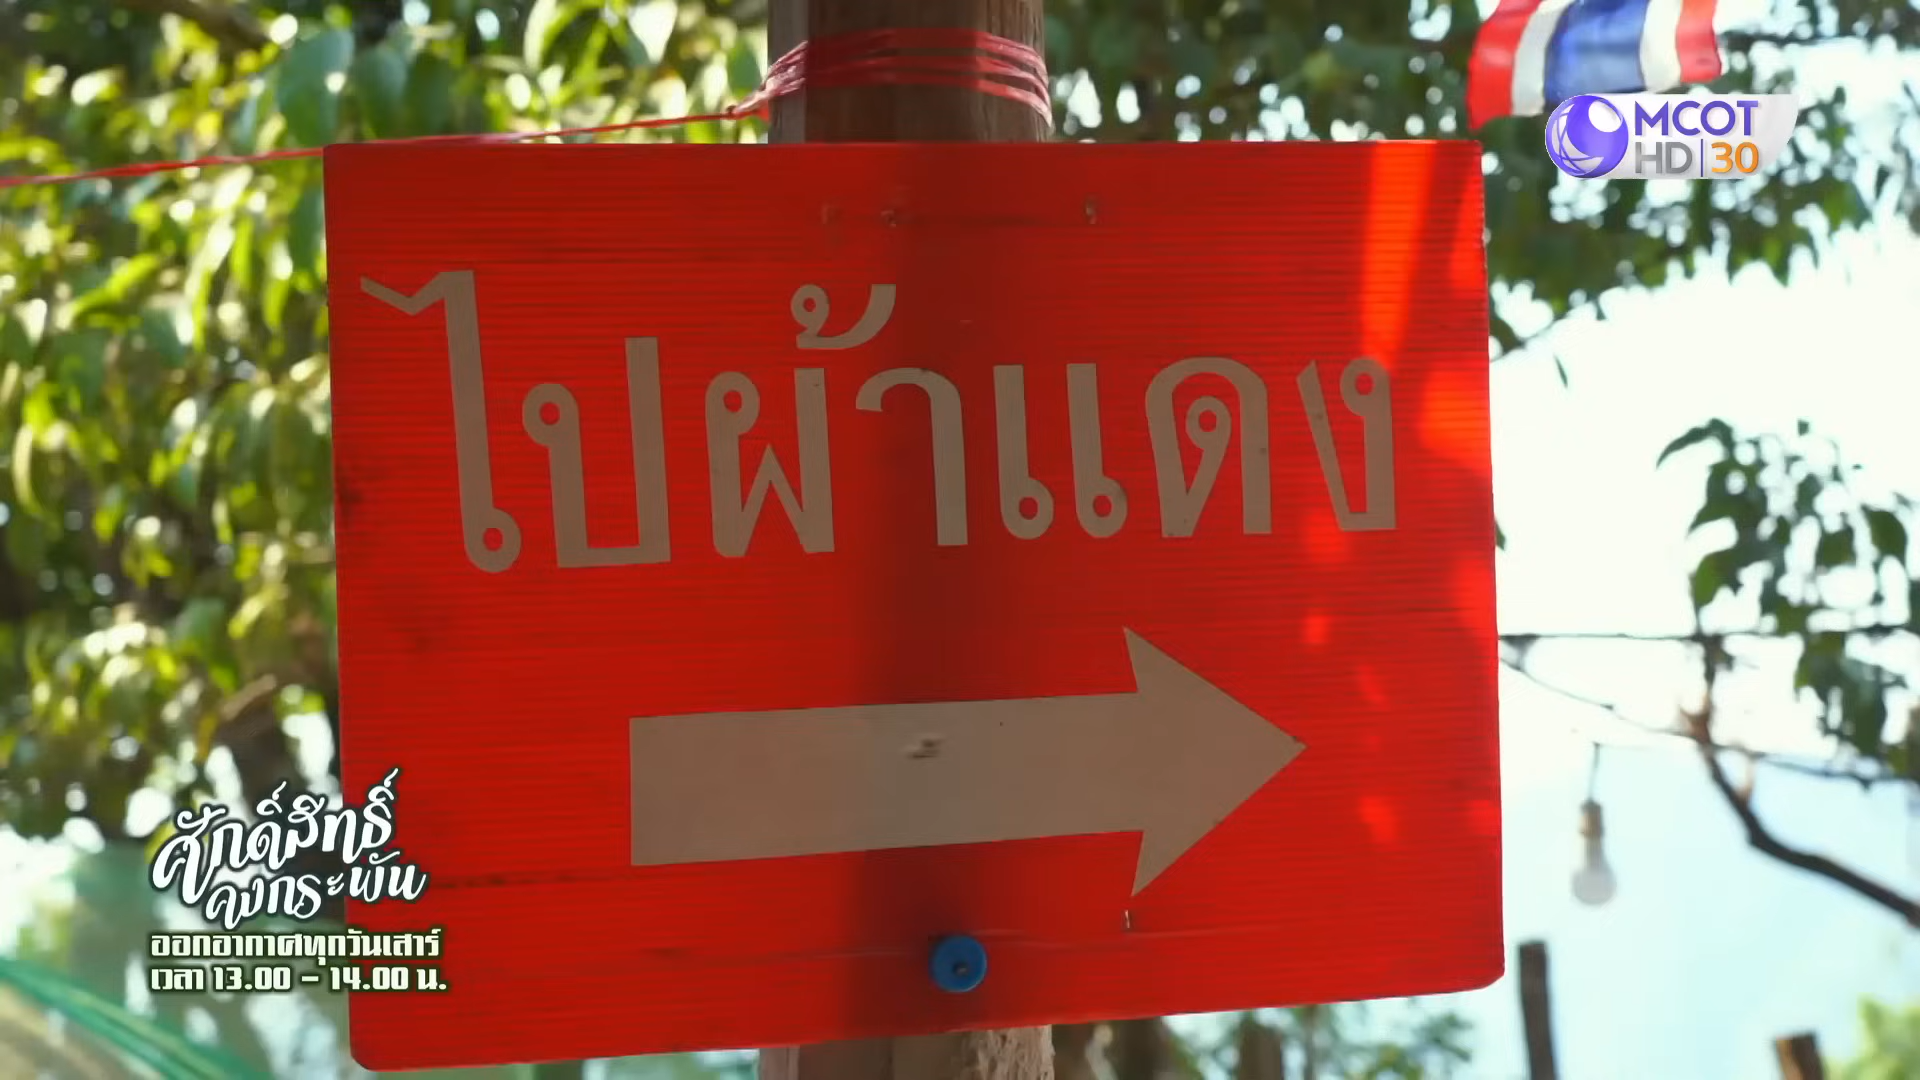 MCOT
HD 30
ไปผ้าแดง
ศักดิ์สิทธิ์
คงกระพัน
ออกอากาศทุกวันเสาร์
เวลา 13.00 - 14.00 น.